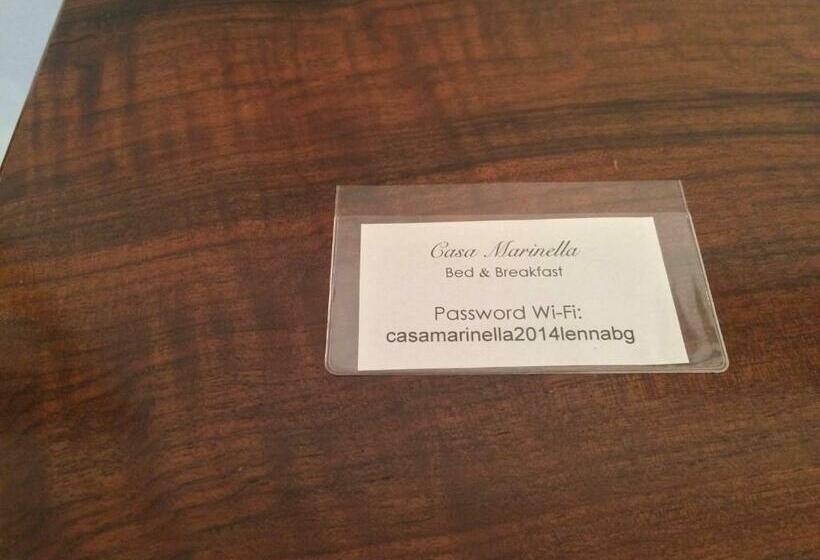 Casa Marinella
Bed & Breakfast
Password Wi-Fi:
casamarinella2014lennabg